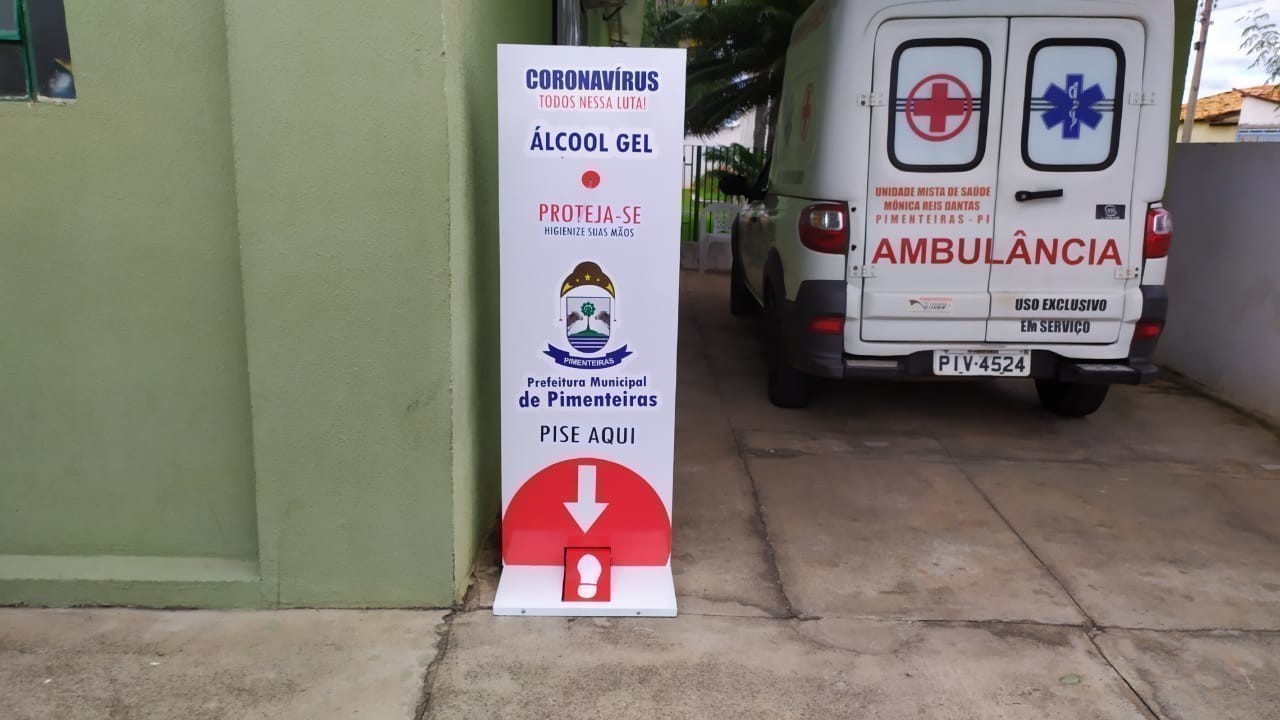 CORONAVÍRUS
TODOS NESSA LUTA!
ÁLCOOL GEL
PROTEJA-SE
HIGIENIZE SUAS MÃOS
PIMENTEIRAS
Prefeitura Municipal
de Pimenteiras
PISE AQUI
UNIDADE MISTA DE SAÚDE
MÔNICA REIS DANTAS
PIMENTEIRAS - PI
AMBULÂNCIA
USO EXCLUSIVO
EM SERVIÇO
PIV·4524